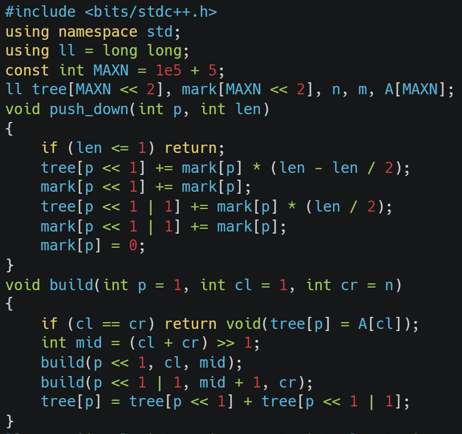 #include <bits/stdc++.h>
using namespace std;
using ll = long long;
const int MAXN = 1e5 + 5;
ll tree[MAXN << 2], mark[MAXN << 2], n, m, A[MAXN];
void push_down(int p, int len)
{
    if (len <= 1) return;
    tree[p << 1] += mark[p] * (len - len / 2);
    mark[p << 1] += mark[p];
    tree[p << 1 | 1] += mark[p] * (len / 2);
    mark[p << 1 | 1] += mark[p];
    mark[p] = 0;
}
void build(int p = 1, int cl = 1, int cr = n)
{
    if (cl == cr) return void(tree[p] = A[cl]);
    int mid = (cl + cr) >> 1;
    build(p << 1, cl, mid);
    build(p << 1 | 1, mid + 1, cr);
    tree[p] = tree[p << 1] + tree[p << 1 | 1];
}